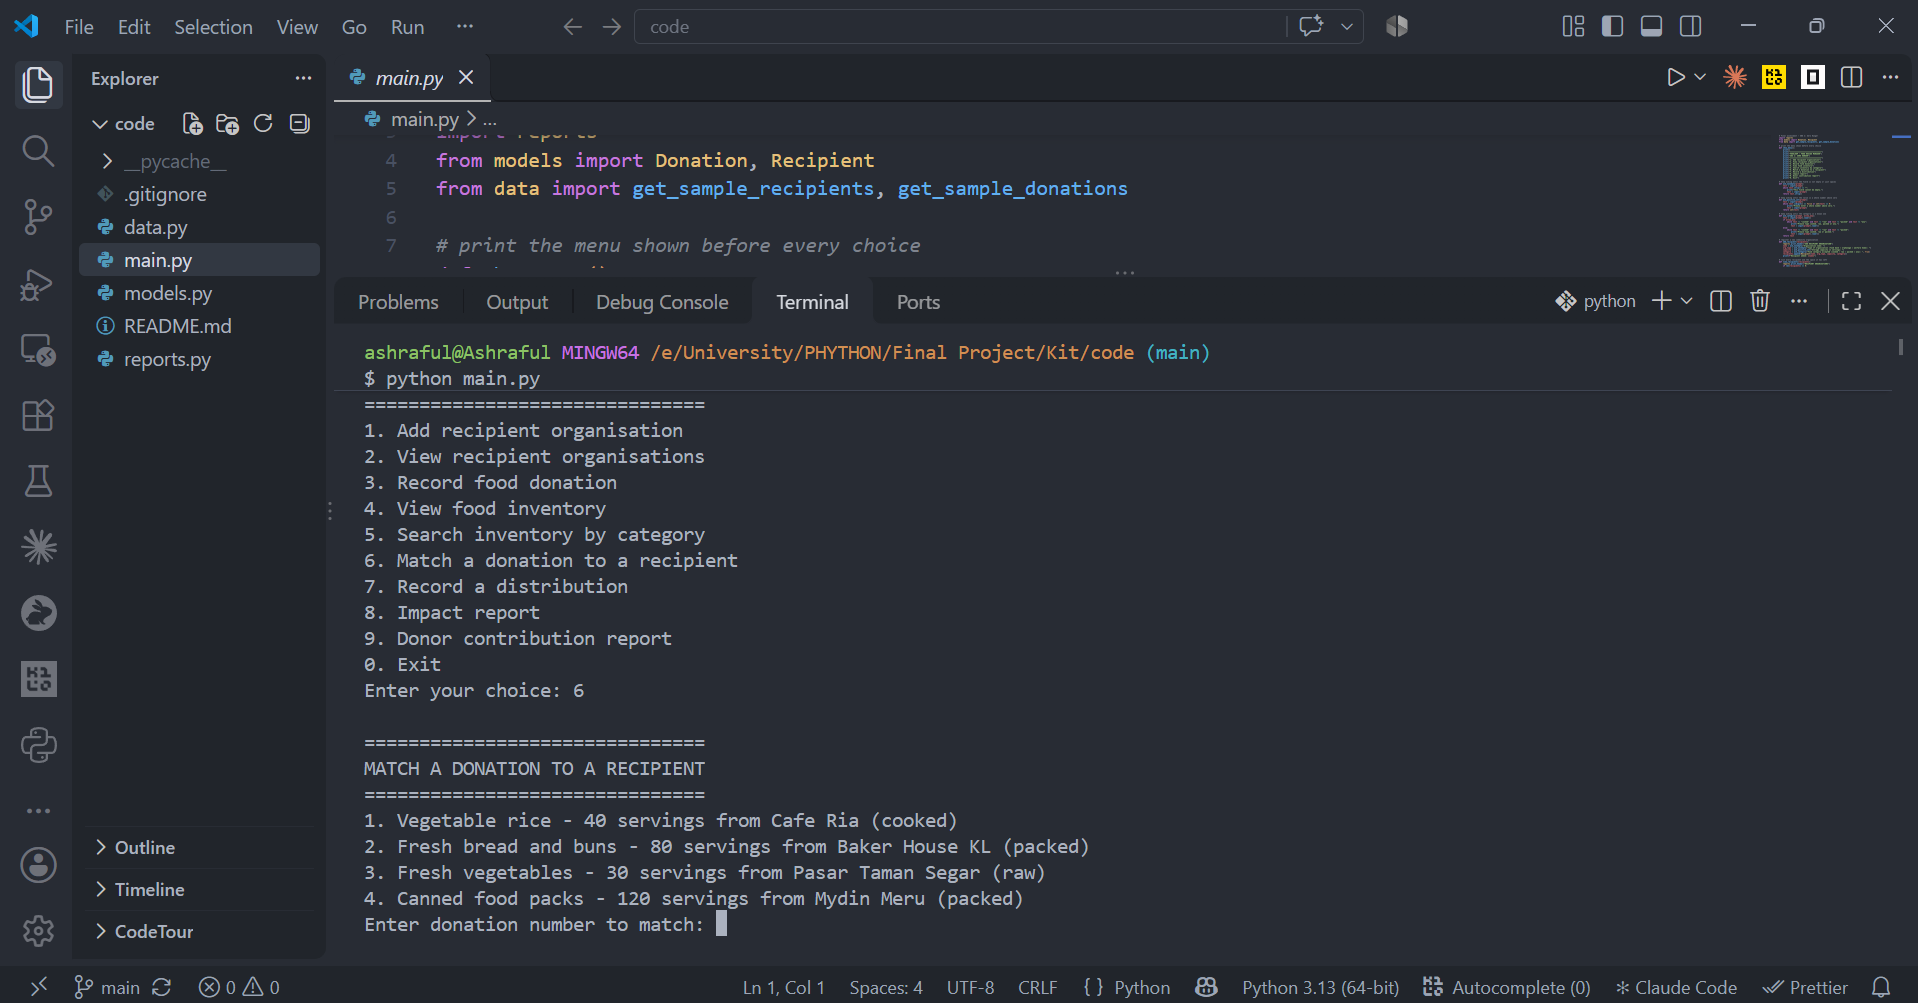 File Edit Selection View Go Run ... code
Explorer ...
main.py
code
main.py > ...
__pycache__
.gitignore
data.py
main.py
models.py
README.md
reports.py
Outline
Timeline
CodeTour
import reports
4 from models import Donation, Recipient
5 from data import get_sample_recipients, get_sample_donations
6
7 # print the menu shown before every choice
Problems Output Debug Console Terminal Ports python
ashraful@Ashraful MINGW64 /e/University/PHYTHON/Final Project/Kit/code (main)
$ python main.py
===============================
1. Add recipient organisation
2. View recipient organisations
3. Record food donation
4. View food inventory
5. Search inventory by category
6. Match a donation to a recipient
7. Record a distribution
8. Impact report
9. Donor contribution report
0. Exit
Enter your choice: 6
===============================
MATCH A DONATION TO A RECIPIENT
===============================
1. Vegetable rice - 40 servings from Cafe Ria (cooked)
2. Fresh bread and buns - 80 servings from Baker House KL (packed)
3. Fresh vegetables - 30 servings from Pasar Taman Segar (raw)
4. Canned food packs - 120 servings from Mydin Meru (packed)
Enter donation number to match:
main 0 0 Ln 1, Col 1 Spaces: 4 UTF-8 CRLF { } Python Python 3.13 (64-bit) Autocomplete (0) Claude Code Prettier